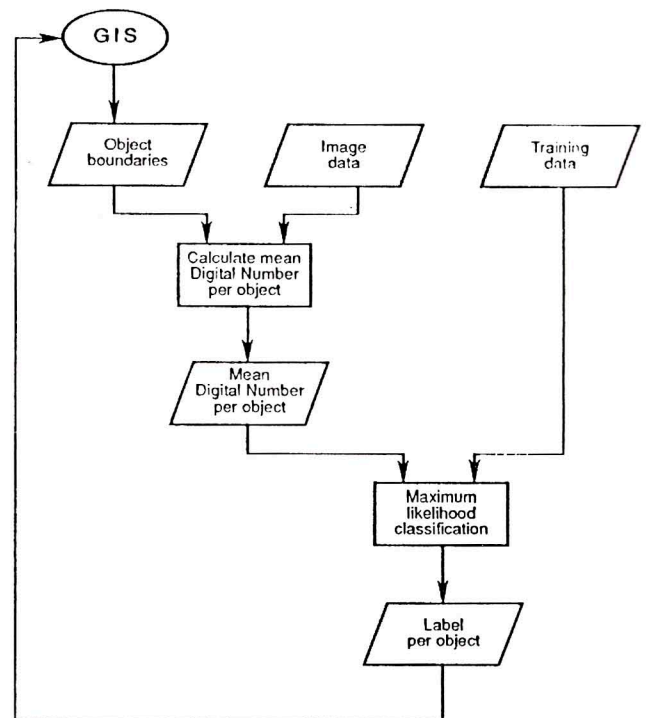 GIS
Object
boundaries
Image
data
Training
data
Calculate mean
Digital Number
per object
Mean
Digital Number
per object
Maximum
likelihood
classification
Label
per object